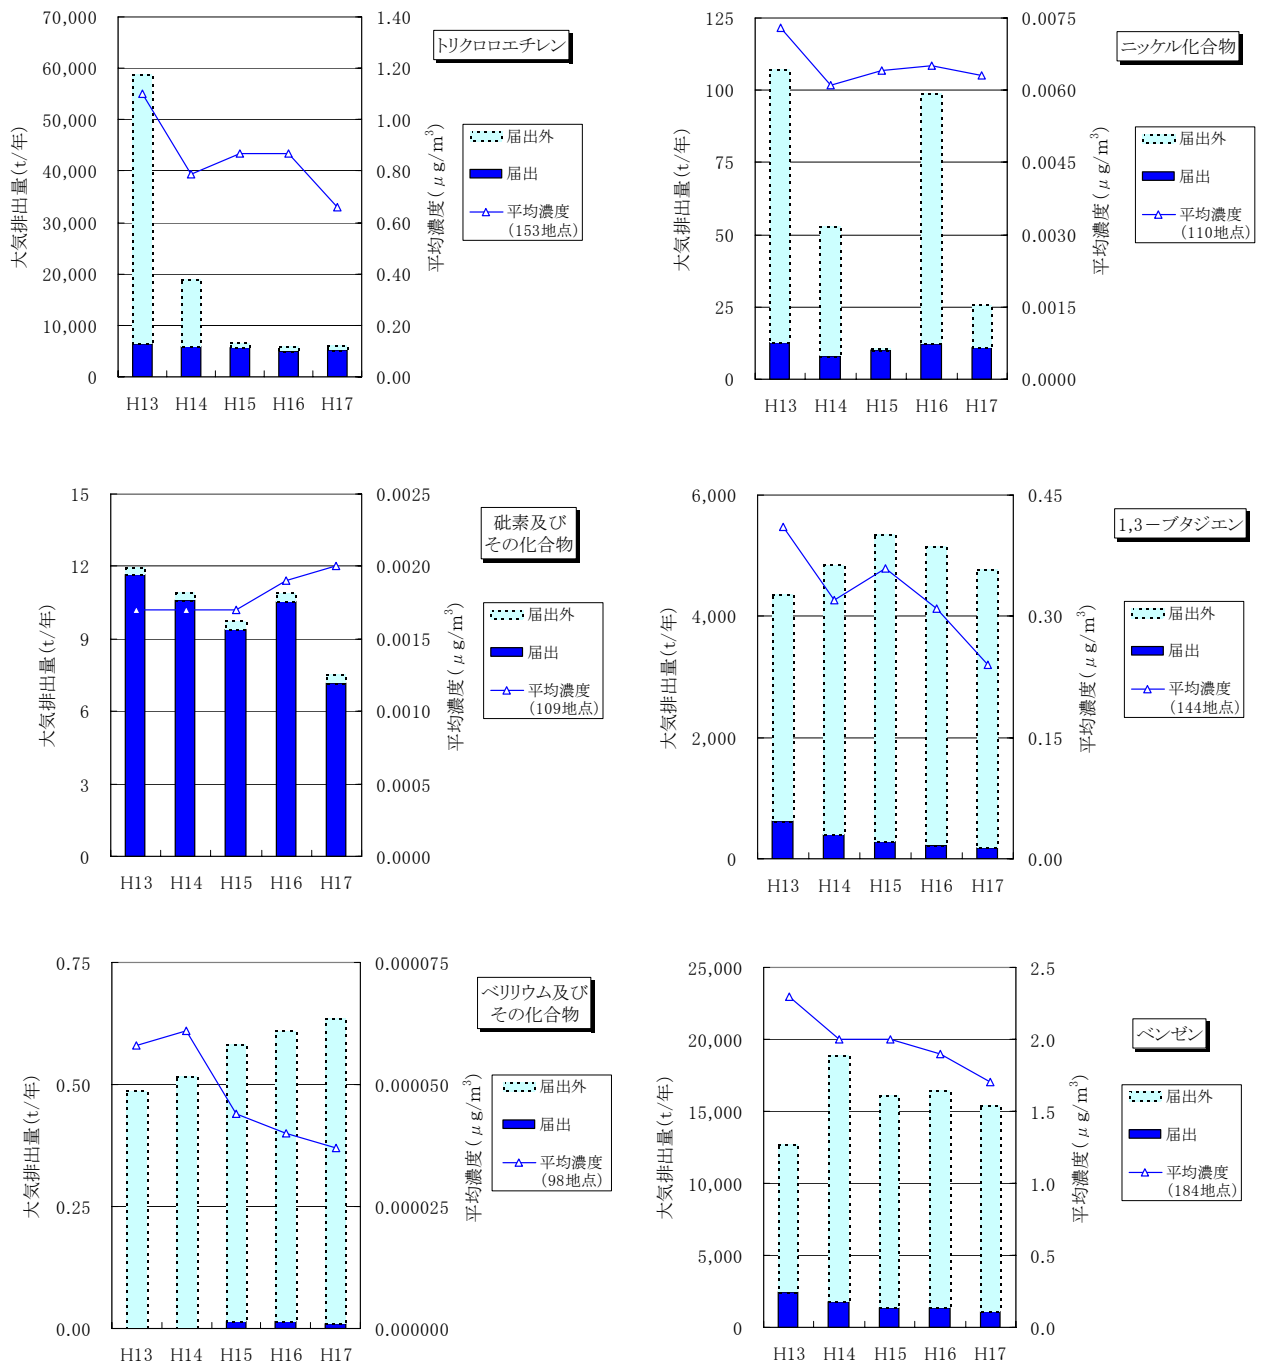 トリクロロエチレン
大気排出量(t/年)
70,000
60,000
50,000
40,000
30,000
20,000
10,000
0
1.40
1.20
1.00
0.80
0.60
0.40
0.20
0.00
平均濃度(μg/m³)
H13 H14 H15 H16 H17
届出外
届出
平均濃度
(153地点)
ニッケル化合物
大気排出量(t/年)
125
100
75
50
25
0
0.0075
0.0060
0.0045
0.0030
0.0015
0.0000
平均濃度(μg/m³)
H13 H14 H15 H16 H17
届出外
届出
平均濃度
(110地点)
砒素及び
その化合物
大気排出量(t/年)
15
12
9
6
3
0
0.0025
0.0020
0.0015
0.0010
0.0005
0.0000
平均濃度(μg/m³)
H13 H14 H15 H16 H17
届出外
届出
平均濃度
(109地点)
1,3－ブタジエン
大気排出量(t/年)
6,000
4,000
2,000
0
0.45
0.30
0.15
0.00
平均濃度(μg/m³)
H13 H14 H15 H16 H17
届出外
届出
平均濃度
(144地点)
ベリリウム及び
その化合物
大気排出量(t/年)
0.75
0.50
0.25
0.00
0.000075
0.000050
0.000025
0.000000
平均濃度(μg/m³)
H13 H14 H15 H16 H17
届出外
届出
平均濃度
(98地点)
ベンゼン
大気排出量(t/年)
25,000
20,000
15,000
10,000
5,000
0
2.5
2.0
1.5
1.0
0.5
0.0
平均濃度(μg/m³)
H13 H14 H15 H16 H17
届出外
届出
平均濃度
(184地点)